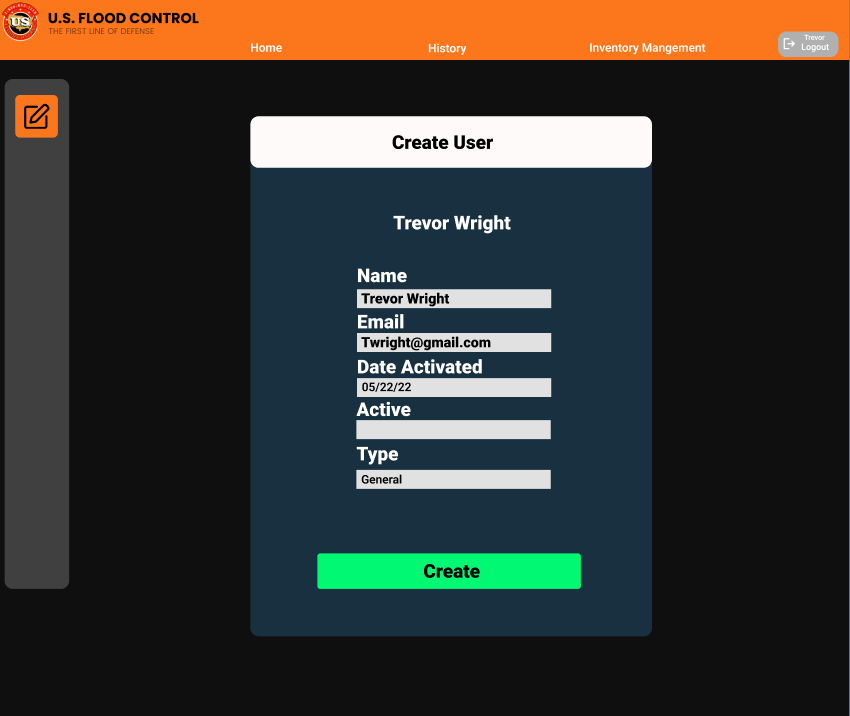 US
U.S. FLOOD CONTROL
THE FIRST LINE OF DEFENSE
Home
History
Inventory Mangement
Trevor
Logout
Create User
Trevor Wright
Name
Trevor Wright
Email
Twright@gmail.com
Date Activated
05/22/22
Active
Type
General
Create